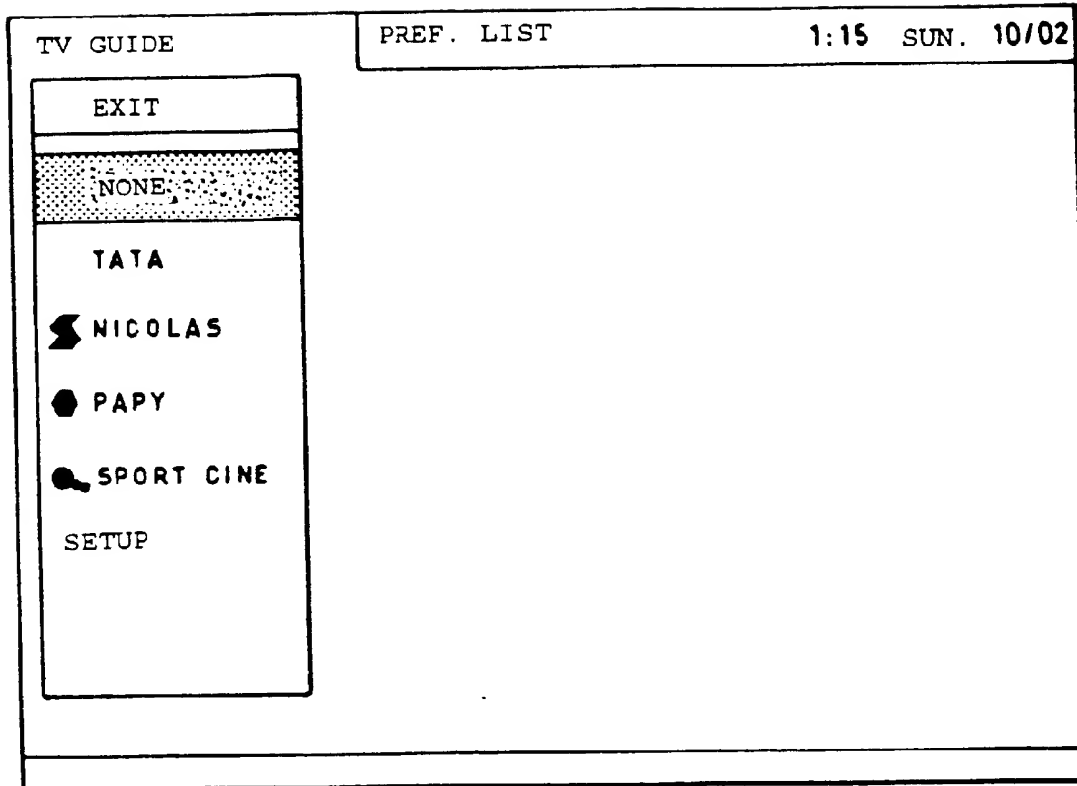 TV GUIDE PREF. LIST 1:15 SUN. 10/02
EXIT
NONE
TATA
NICOLAS
PAPY
SPORT CINE
SETUP